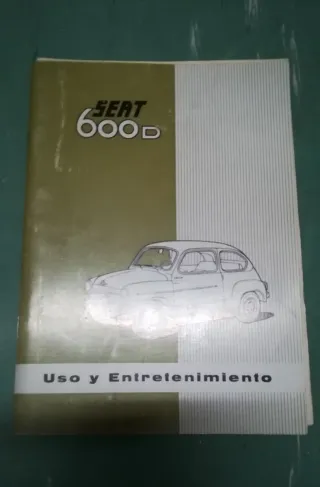 SEAT
600D
Uso y Entretenimiento